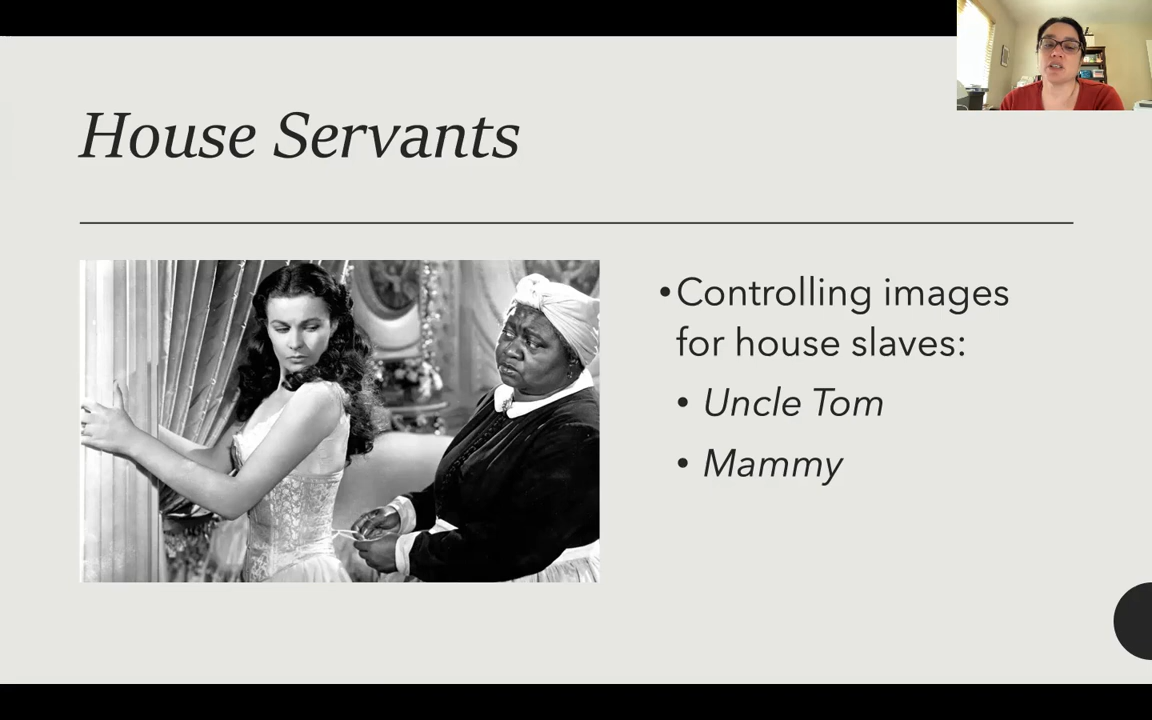 House Servants
•Controlling images
for house slaves:
• Uncle Tom
• Mammy